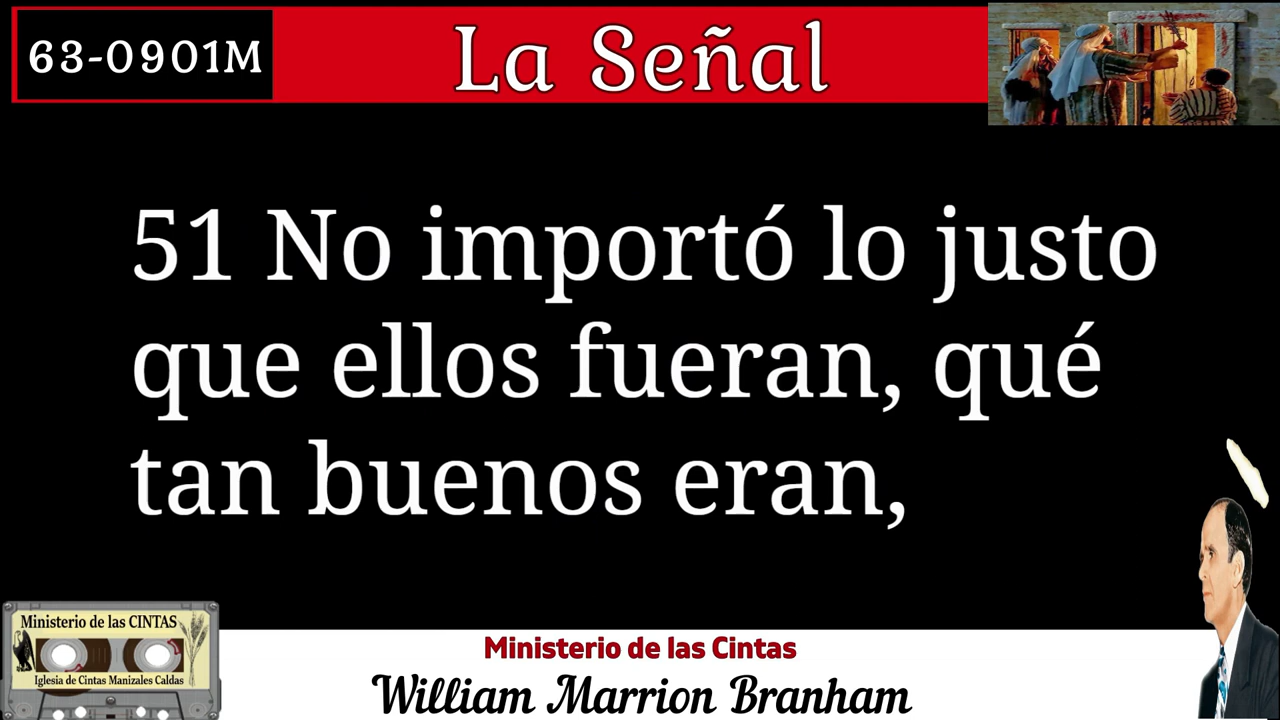 63-0901M
La Señal
51 No importó lo justo
que ellos fueran, qué
tan buenos eran,
Ministerio de las CINTAS
Iglesia de Cintas Manizales Caldas
Ministerio de las Cintas
William Marrion Branham